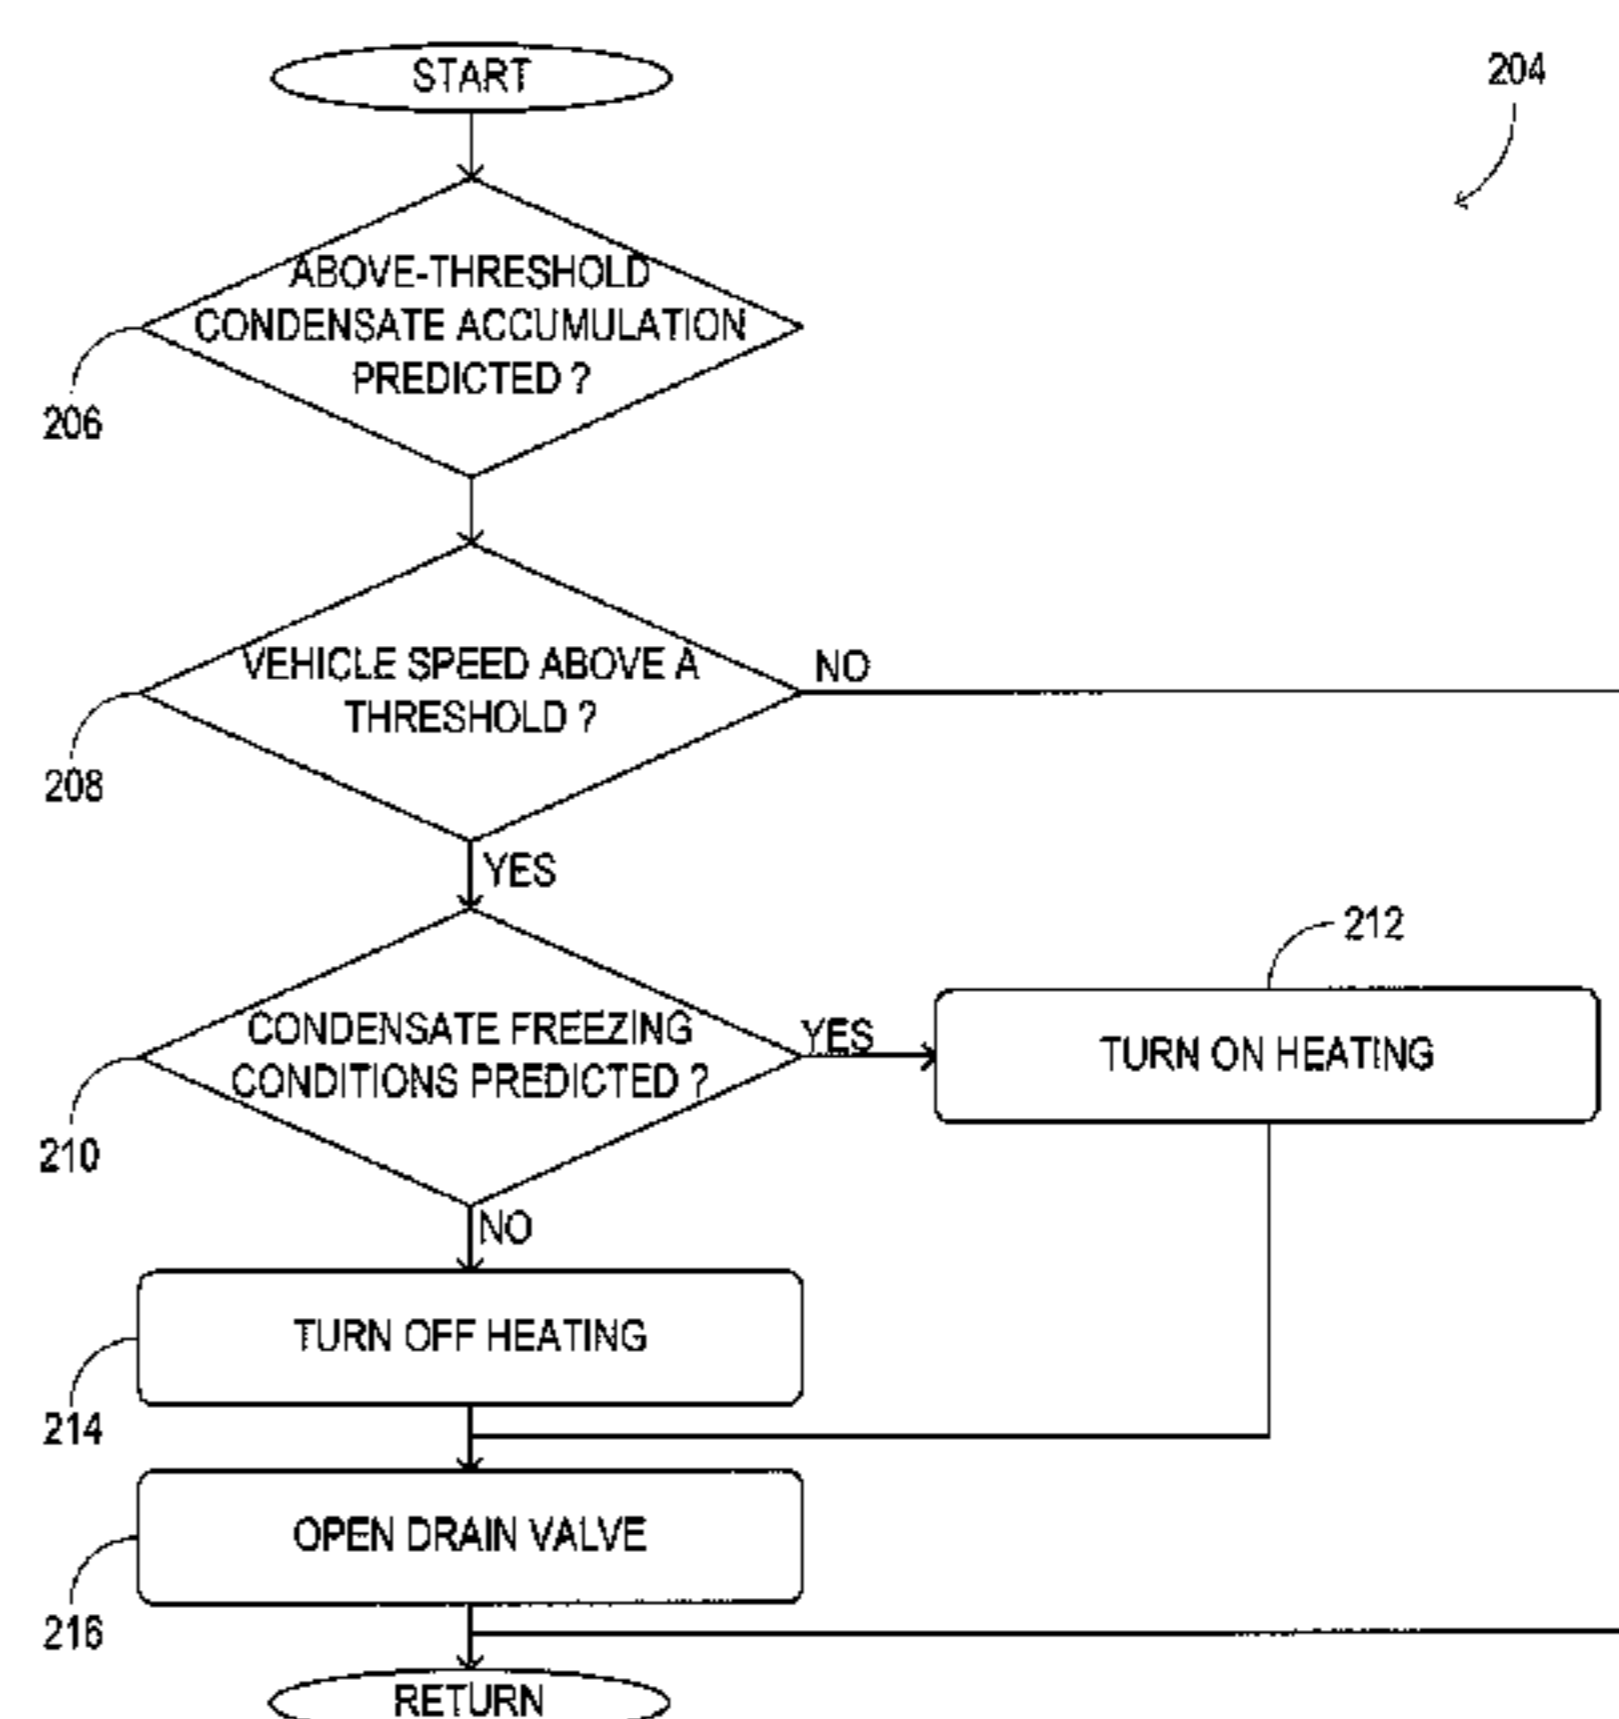 START
204
ABOVE-THRESHOLD
CONDENSATE ACCUMULATION
PREDICTED ?
206
VEHICLE SPEED ABOVE A
THRESHOLD ?
NO
208
YES
212
CONDENSATE FREEZING
CONDITIONS PREDICTED ?
YES
TURN ON HEATING
210
NO
TURN OFF HEATING
214
OPEN DRAIN VALVE
216
RETURN